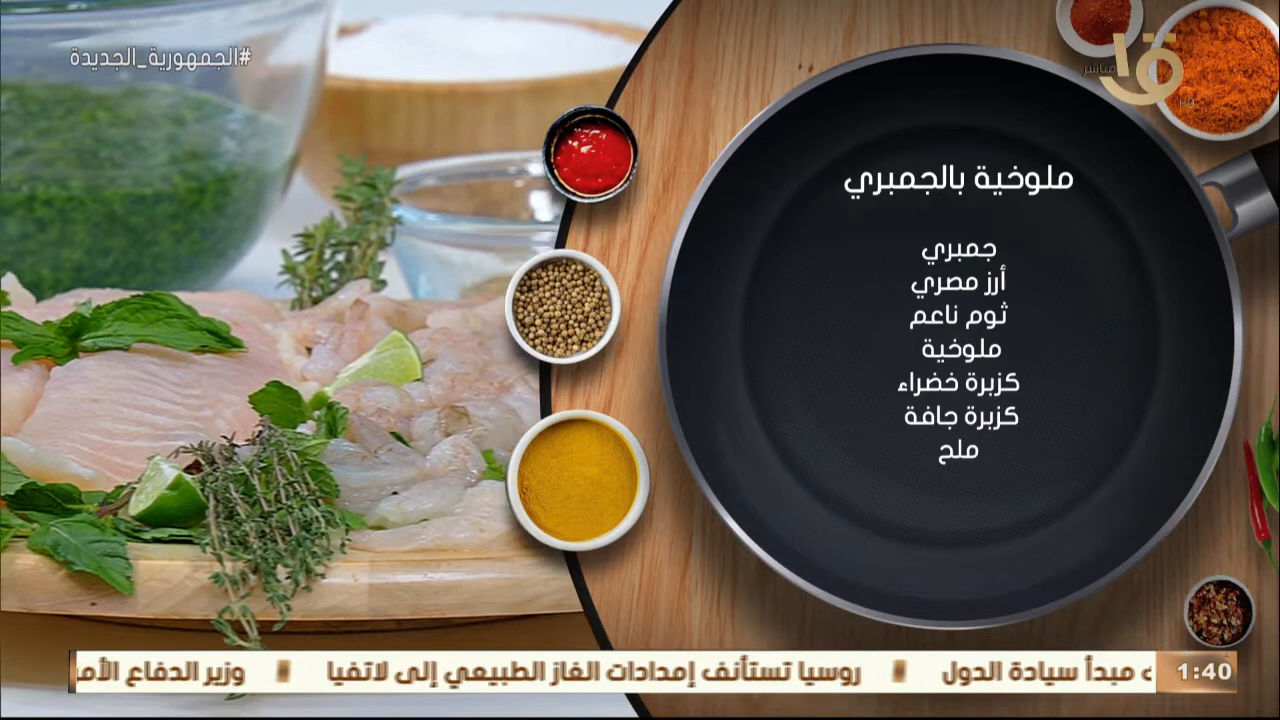 #الجمهورية_الجديدة
مباشر
ملوخية بالجمبري
جمبري
أرز مصري
ثوم ناعم
ملوخية
كزبرة خضراء
كزبرة جافة
ملح
1:40
مبدأ سيادة الدول ▪ روسيا تستأنف إمدادات الغاز الطبيعي إلى لاتفيا ▪ وزير الدفاع